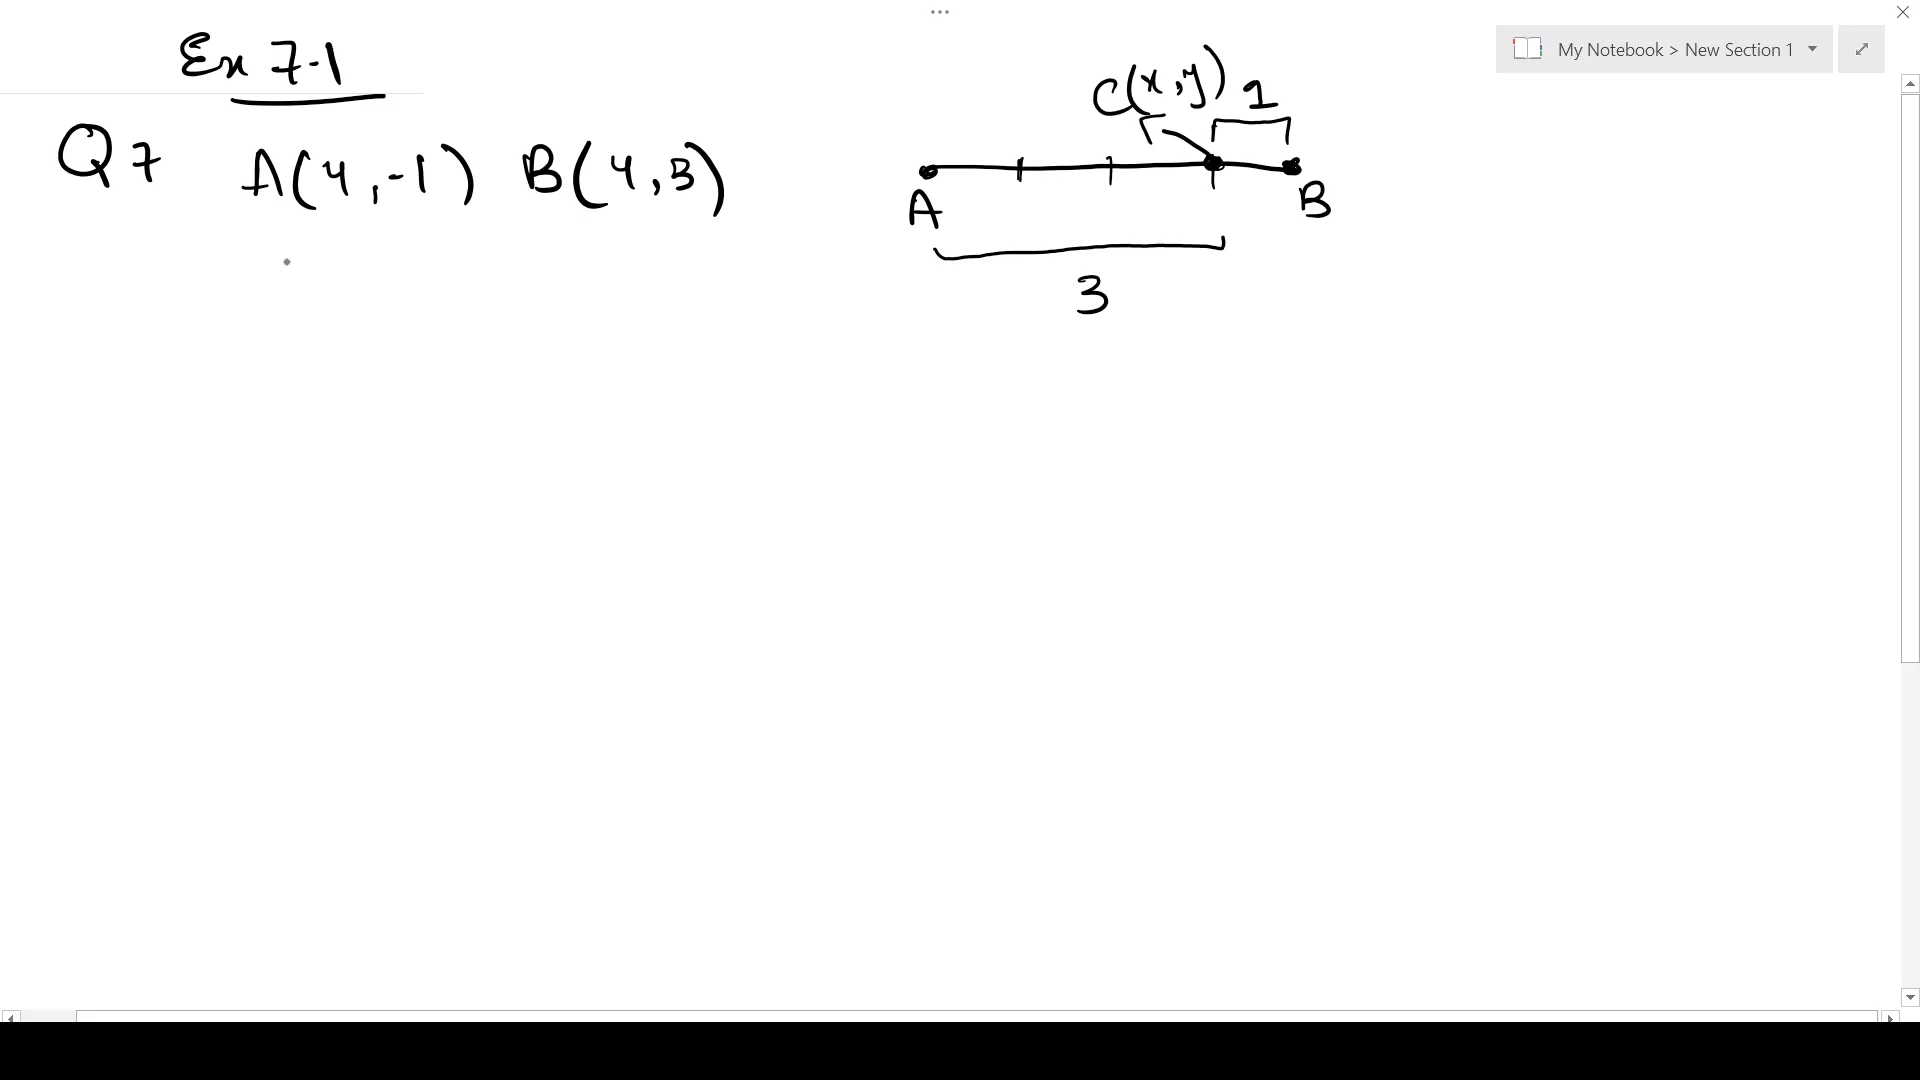 Ex 7.1
My Notebook > New Section 1
C(x,y) 1
Q7 A(4,-1) B(4,3)
A B
3